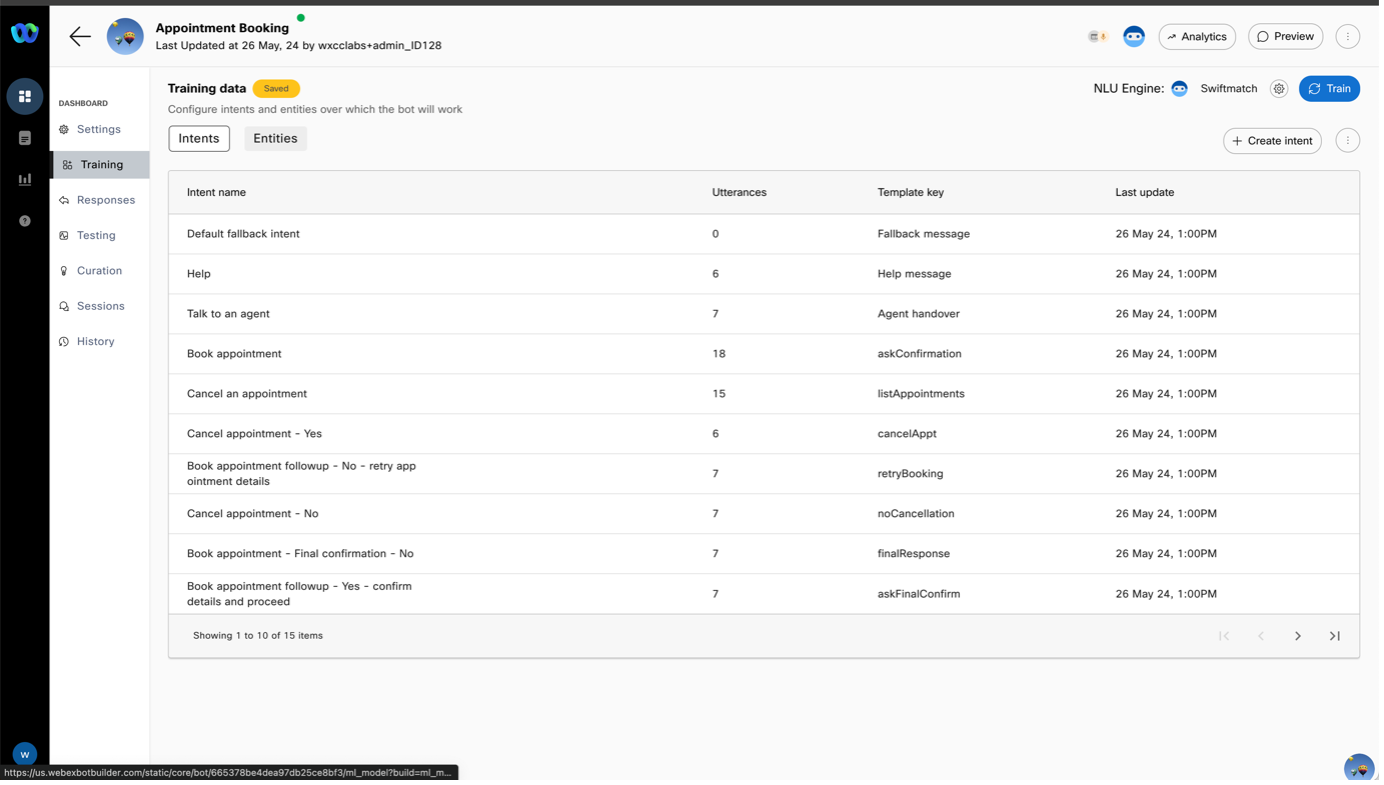 Appointment Booking
Last Updated at 26 May, 24 by wxcclabs+admin_ID128
Analytics
Preview
DASHBOARD
Settings
Training
Responses
Testing
Curation
Sessions
History
Training data
Saved
Configure intents and entities over which the bot will work
NLU Engine:
Swiftmatch
Train
Intents
Entities
Create intent
Intent name Utterances Template key Last update
Default fallback intent 0 Fallback message 26 May 24, 1:00PM
Help 6 Help message 26 May 24, 1:00PM
Talk to an agent 7 Agent handover 26 May 24, 1:00PM
Book appointment 18 askConfirmation 26 May 24, 1:00PM
Cancel an appointment 15 listAppointments 26 May 24, 1:00PM
Cancel appointment - Yes 6 cancelAppt 26 May 24, 1:00PM
Book appointment followup - No - retry app
ointment details 7 retryBooking 26 May 24, 1:00PM
Cancel appointment - No 7 noCancellation 26 May 24, 1:00PM
Book appointment - Final confirmation - No 7 finalResponse 26 May 24, 1:00PM
Book appointment followup - Yes - confirm
details and proceed 7 askFinalConfirm 26 May 24, 1:00PM
Showing 1 to 10 of 15 items
W
https://us.webexbotbuilder.com/static/core/bot/665378be4dea97db25ce8bf3/ml_model?build=ml_m...